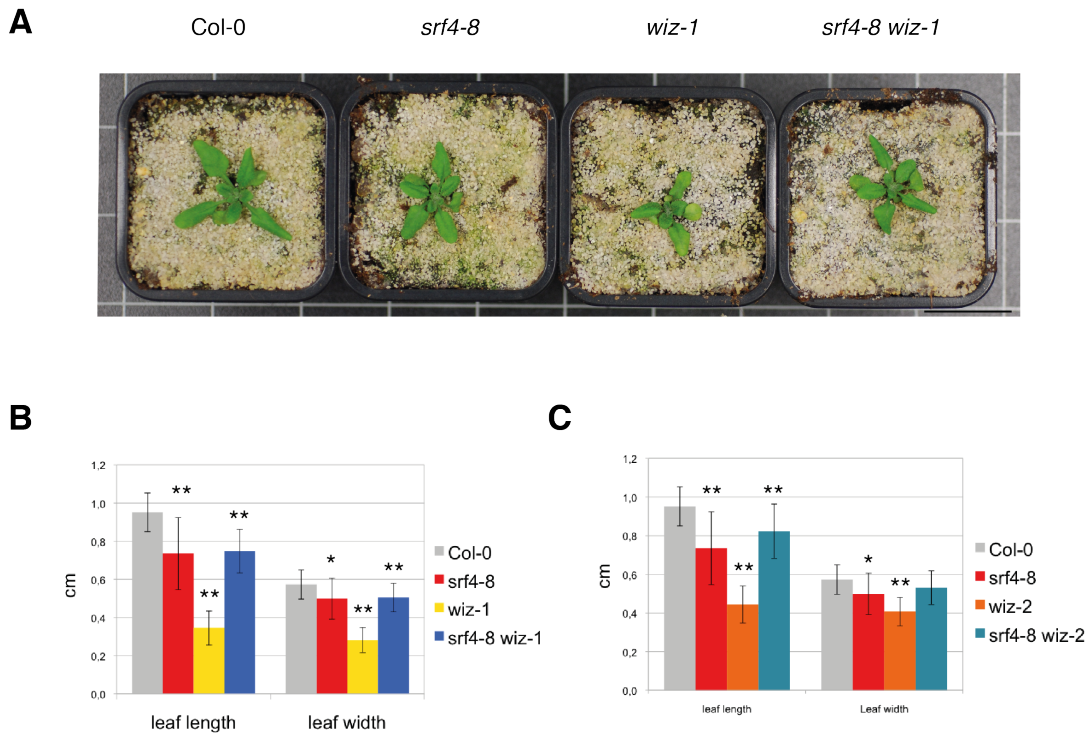 A
Col-0 srf4-8 wiz-1 srf4-8 wiz-1
B
1,2
1,0
0,8
0,6
0,4
0,2
0,0
cm
** ** ** * ** **
leaf length leaf width
Col-0
srf4-8
wiz-1
srf4-8 wiz-1
C
1,2
1,0
0,8
0,6
0,4
0,2
0,0
cm
** ** ** * **
leaf length Leaf width
Col-0
srf4-8
wiz-2
srf4-8 wiz-2